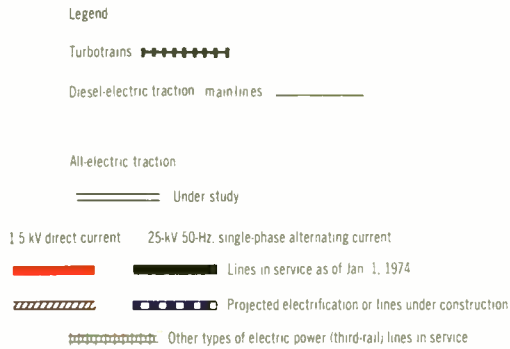 Legend
Turbotrains
Diesel-electric traction mainlines
All-electric traction
Under study
1.5 kV direct current 25-kV 50-Hz. single-phase alternating current
Lines in service as of Jan. 1, 1974
Projected electrification or lines under construction
Other types of electric power (third-rail) lines in service